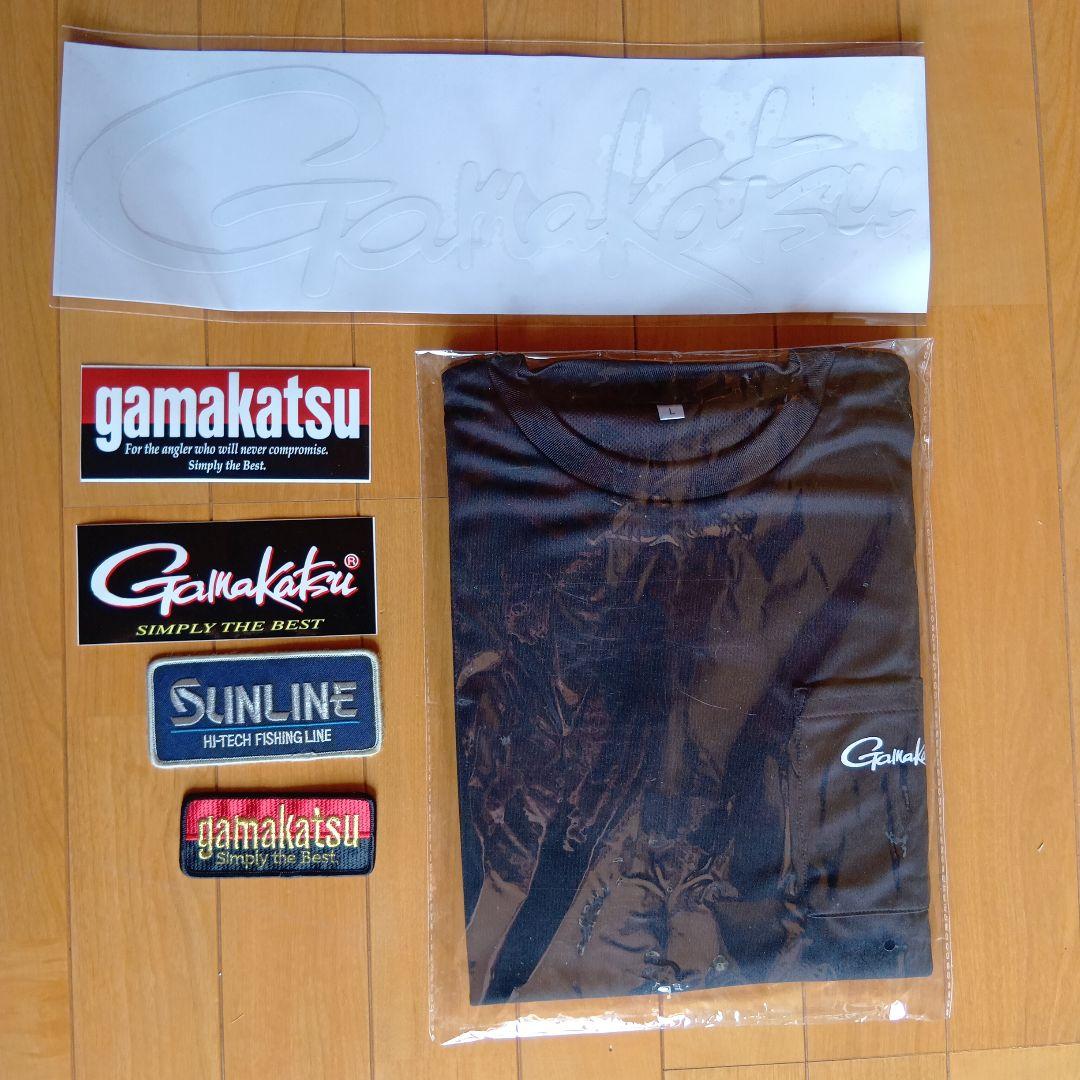 Gamakatsu
gamakatsu
For the angler who will never compromise.
Simply the Best.
Gamakatsu®
SIMPLY THE BEST
SUNLINE
HI-TECH FISHING LINE
gamakatsu
Simply the Best.
L
Gamak